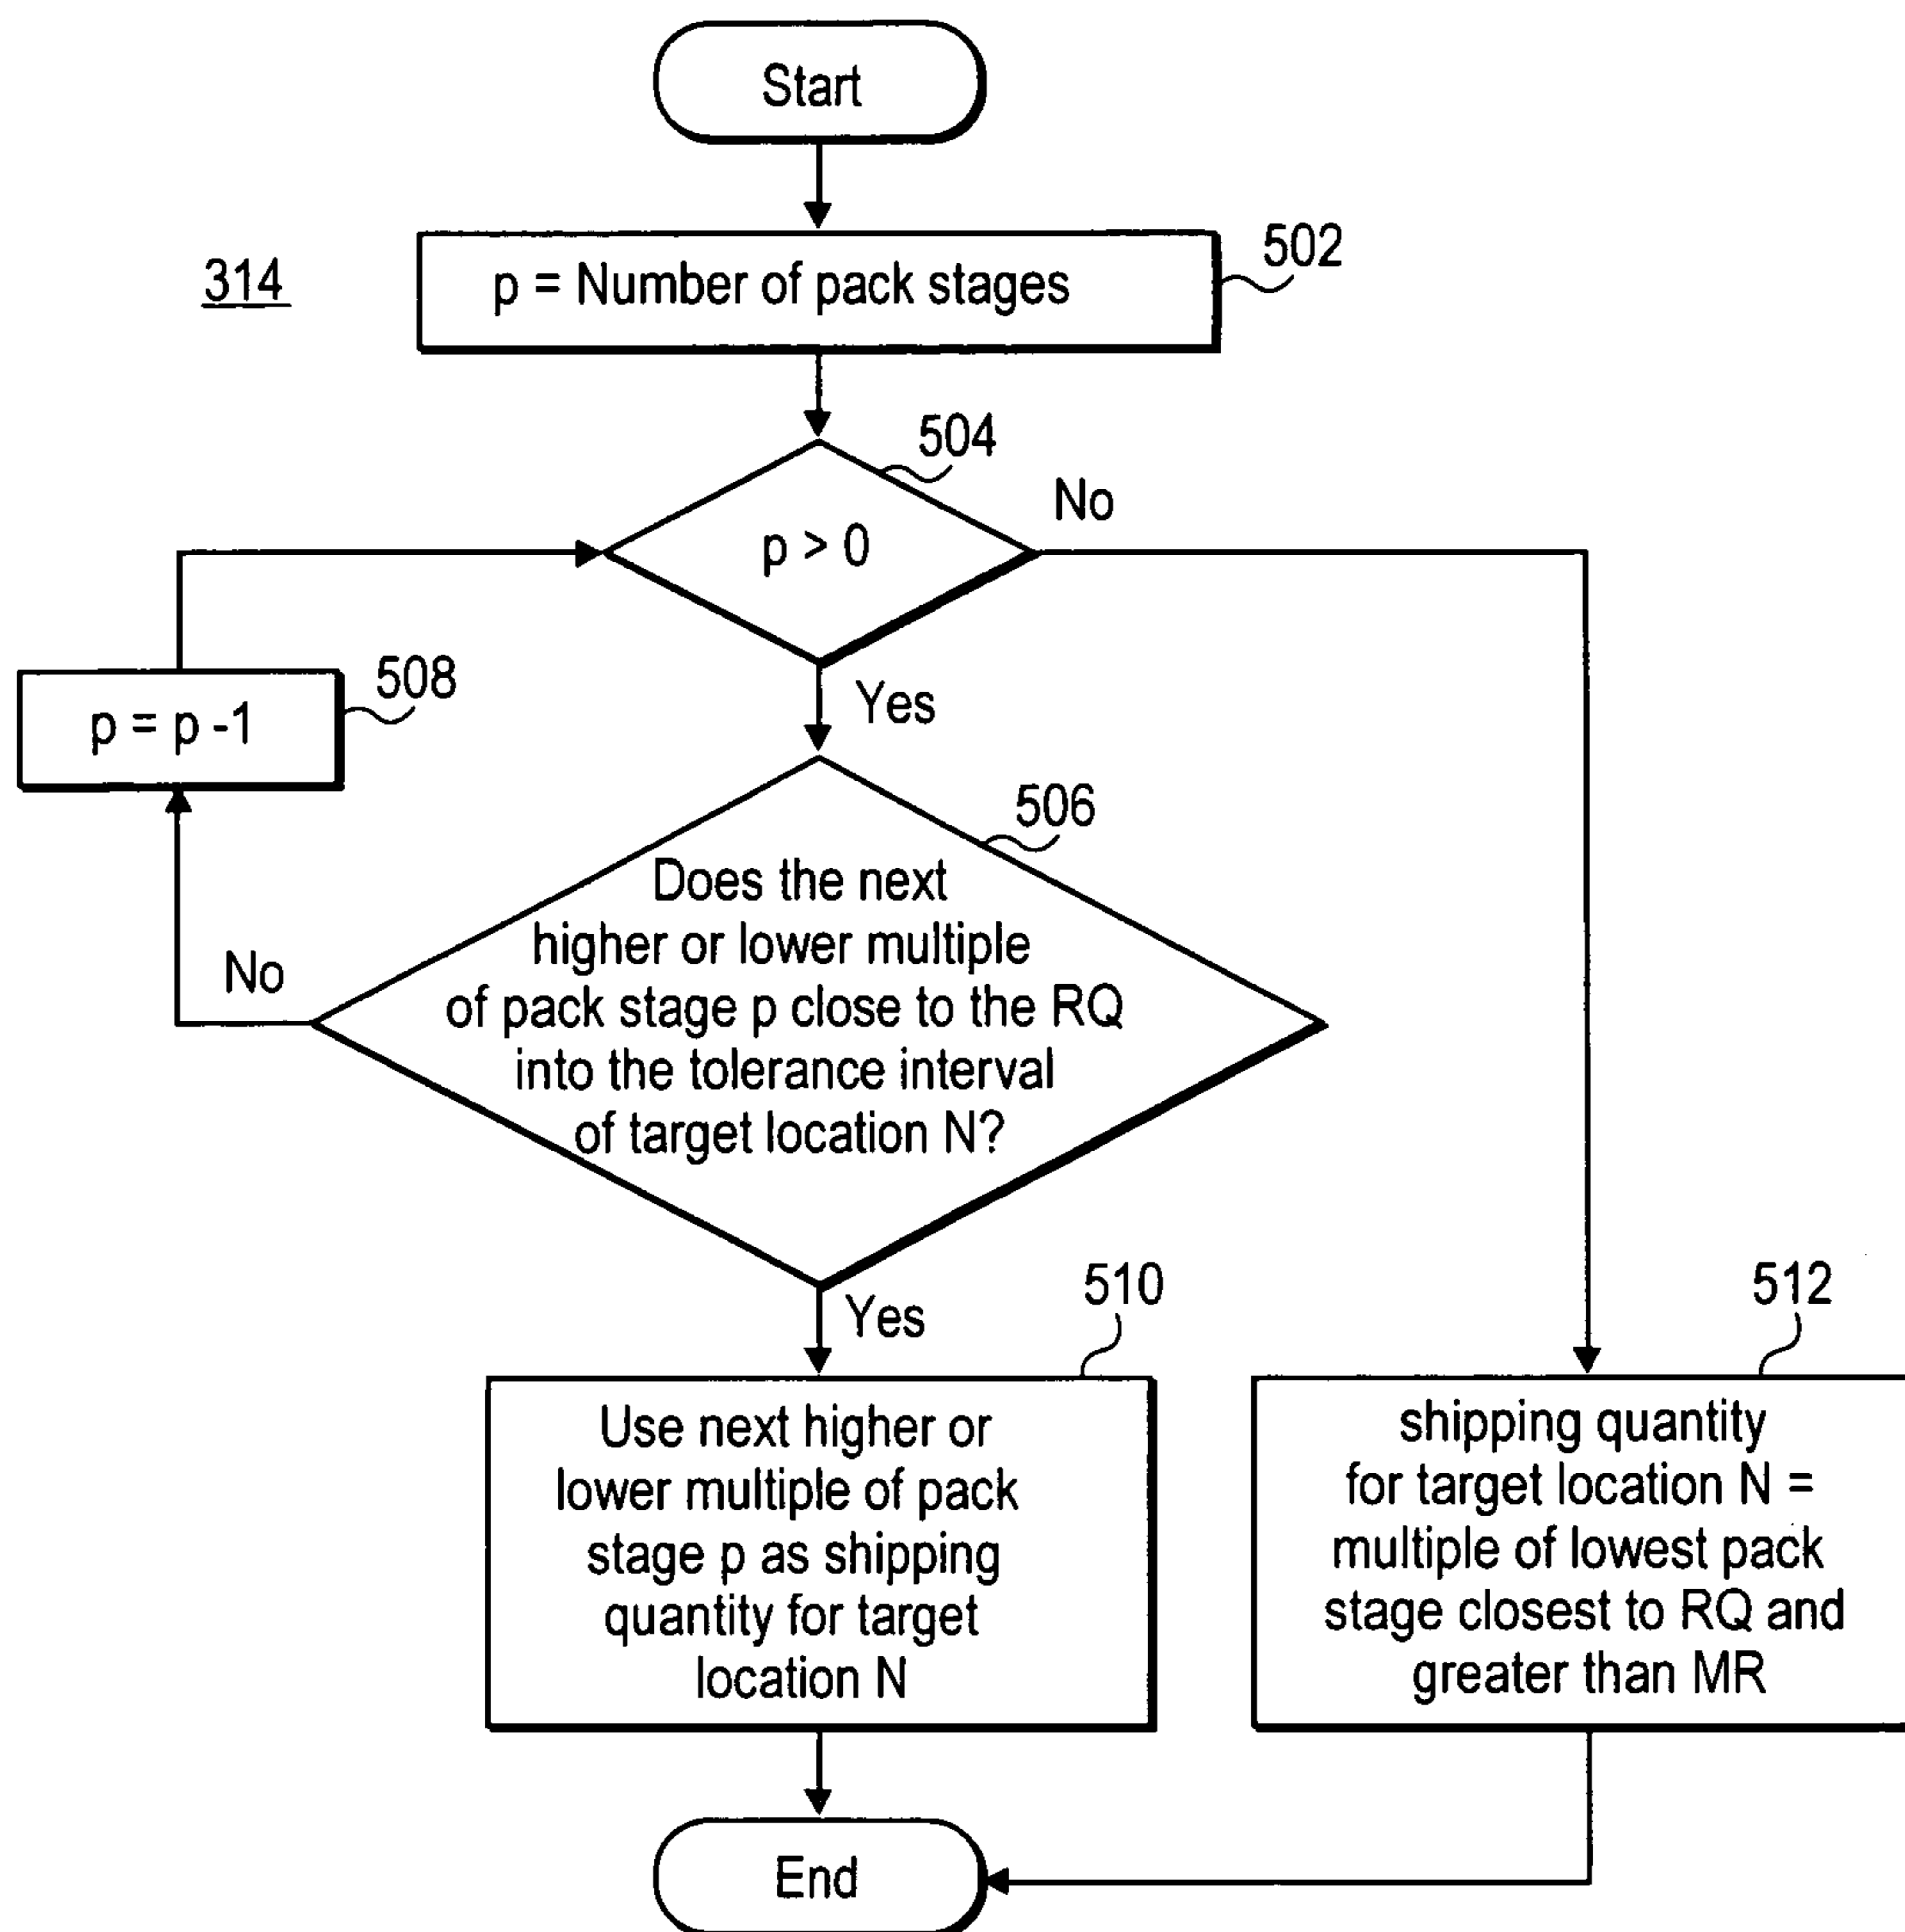 Start
314
502
p = Number of pack stages
504
No
p > 0
508
Yes
p = p -1
506
Does the next
higher or lower multiple
of pack stage p close to the RQ
into the tolerance interval
of target location N?
No
Yes
510
512
Use next higher or
lower multiple of pack
stage p as shipping
quantity for target
location N
shipping quantity
for target location N =
multiple of lowest pack
stage closest to RQ and
greater than MR
End